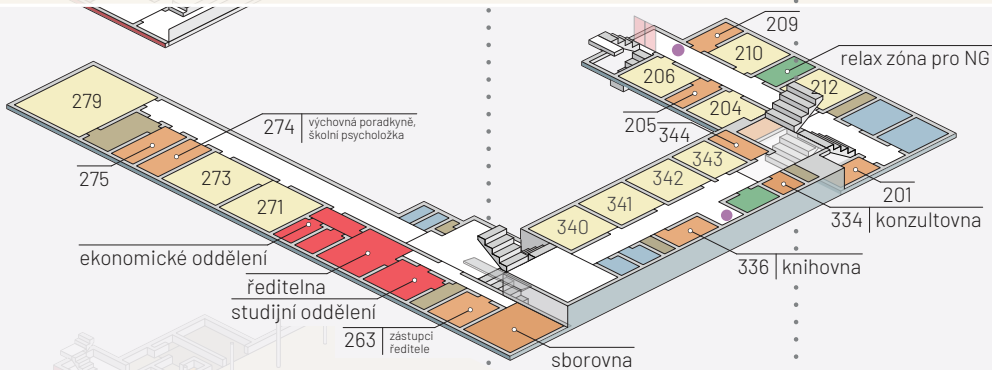 209
210
relax zóna pro NG
206
212
279
204
274
výchovná poradkyně,
školní psycholožka
205
344
343
275
273
342
201
271
341
334
konzultovna
340
ekonomické oddělení
336
knihovna
ředitelna
studijní oddělení
263
zástupci
ředitele
sborovna